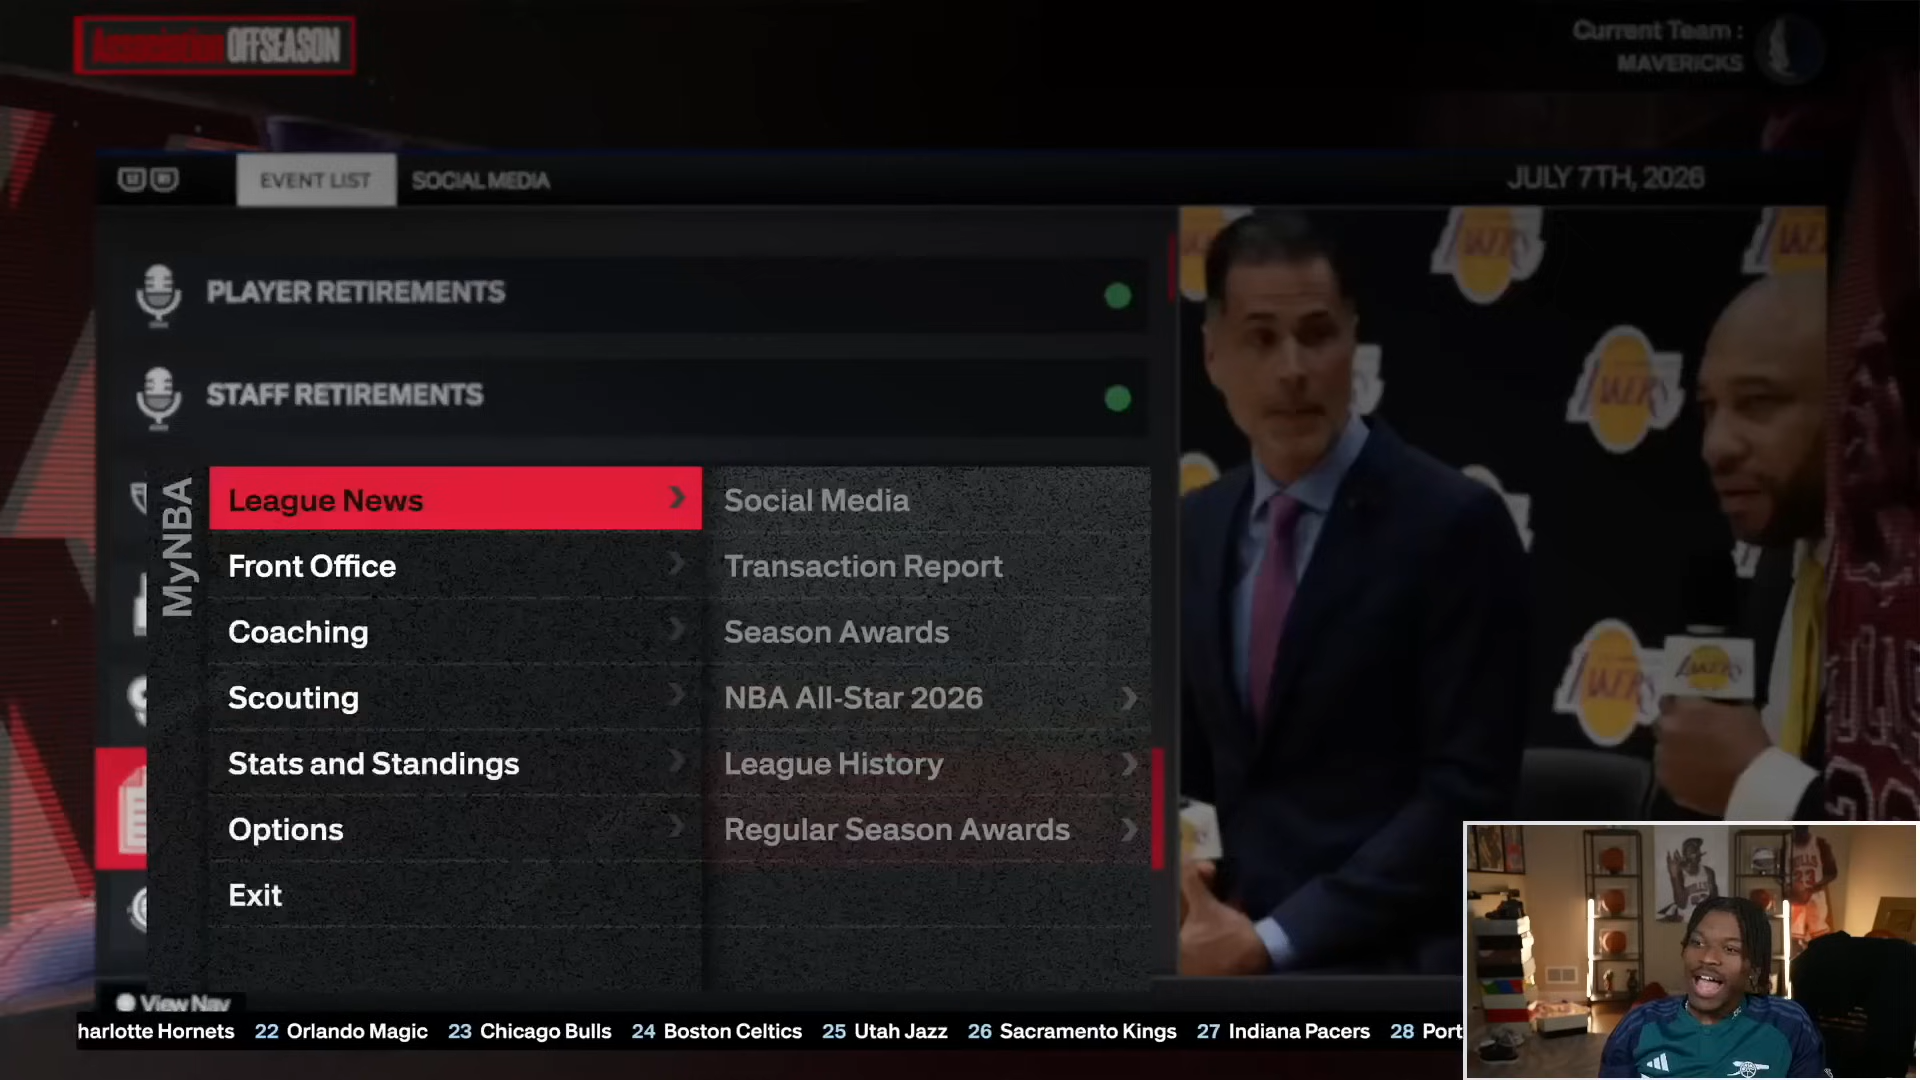 Association OFFSEASON
Current Team :
MAVERICKS
EVENT LIST
SOCIAL MEDIA
JULY 7TH, 2026
PLAYER RETIREMENTS
STAFF RETIREMENTS
MyNBA
League News
Front Office
Coaching
Scouting
Stats and Standings
Options
Exit
Social Media
Transaction Report
Season Awards
NBA All-Star 2026
League History
Regular Season Awards
View Nav
harlotte Hornets 22 Orlando Magic 23 Chicago Bulls 24 Boston Celtics 25 Utah Jazz 26 Sacramento Kings 27 Indiana Pacers 28 Port